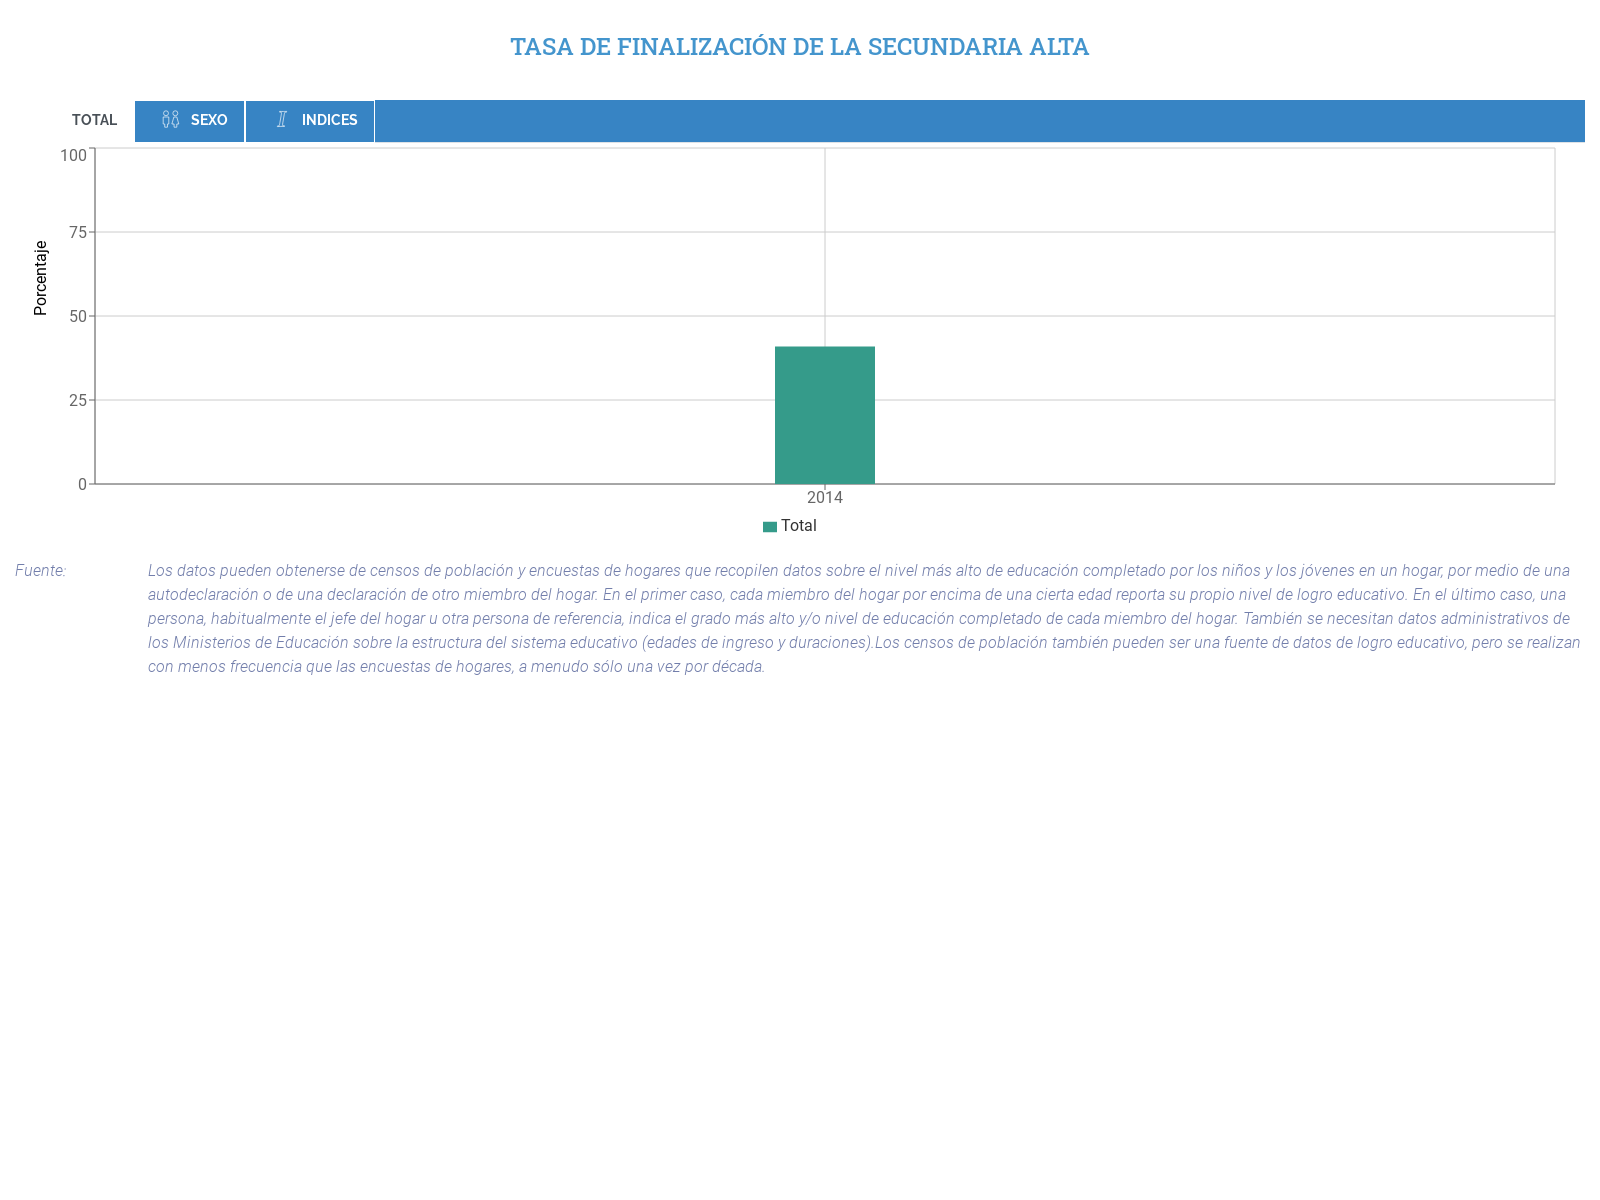 TASA DE FINALIZACIÓN DE LA SECUNDARIA ALTA
TOTAL SEXO INDICES
100
75
50
25
0
Porcentaje
2014
Total
Fuente: Los datos pueden obtenerse de censos de población y encuestas de hogares que recopilen datos sobre el nivel más alto de educación completado por los niños y los jóvenes en un hogar, por medio de una
autodeclaración o de una declaración de otro miembro del hogar. En el primer caso, cada miembro del hogar por encima de una cierta edad reporta su propio nivel de logro educativo. En el último caso, una
persona, habitualmente el jefe del hogar u otra persona de referencia, indica el grado más alto y/o nivel de educación completado de cada miembro del hogar. También se necesitan datos administrativos de
los Ministerios de Educación sobre la estructura del sistema educativo (edades de ingreso y duraciones).Los censos de población también pueden ser una fuente de datos de logro educativo, pero se realizan
con menos frecuencia que las encuestas de hogares, a menudo sólo una vez por década.